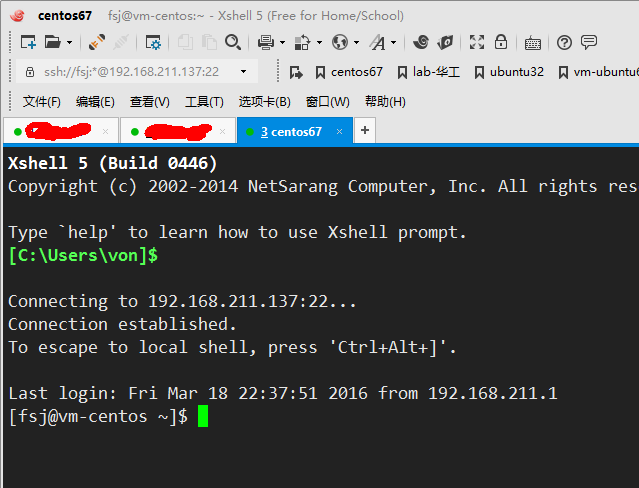 centos67 fsj@vm-centos:~ - Xshell 5 (Free for Home/School)
ssh://fsj:*@192.168.211.137:22 centos67 lab-华工 ubuntu32 vm-ubuntu6
文件(F) 编辑(E) 查看(V) 工具(T) 选项卡(B) 窗口(W) 帮助(H)
3 centos67 × +
Xshell 5 (Build 0446)
Copyright (c) 2002-2014 NetSarang Computer, Inc. All rights res
Type `help' to learn how to use Xshell prompt.
[C:\Users\von]$
Connecting to 192.168.211.137:22...
Connection established.
To escape to local shell, press 'Ctrl+Alt+]'.
Last login: Fri Mar 18 22:37:51 2016 from 192.168.211.1
[fsj@vm-centos ~]$